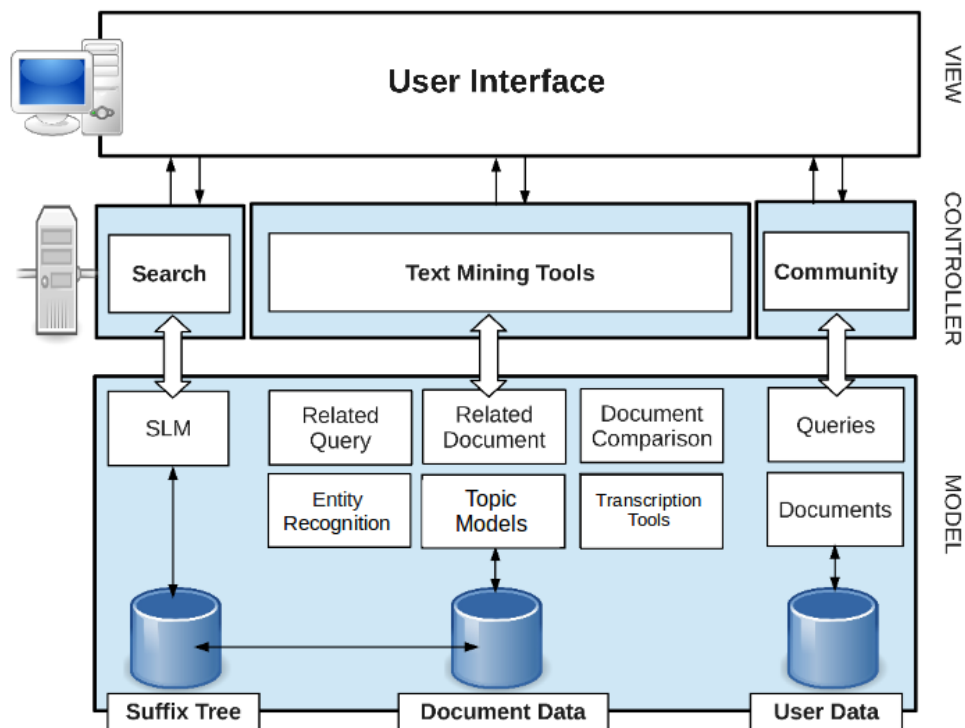 User Interface
VIEW
Search
Text Mining Tools
Community
CONTROLLER
SLM
Related
Query
Related
Document
Document
Comparison
Queries
Entity
Recognition
Topic
Models
Transcription
Tools
Documents
MODEL
Suffix Tree
Document Data
User Data